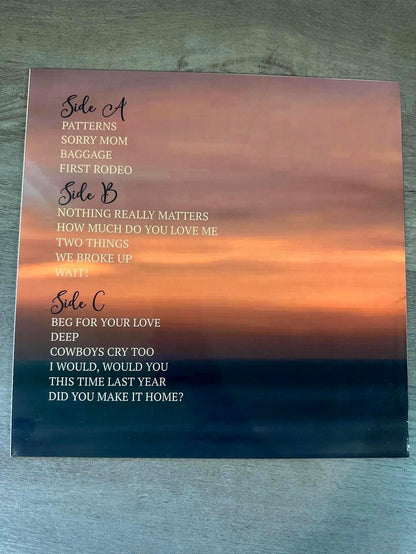 Side A
PATTERNS
SORRY MOM
BAGGAGE
FIRST RODEO
Side B
NOTHING REALLY MATTERS
HOW MUCH DO YOU LOVE ME
TWO THINGS
WE BROKE UP
WAIT!
Side C
BEG FOR YOUR LOVE
DEEP
COWBOYS CRY TOO
I WOULD, WOULD YOU
THIS TIME LAST YEAR
DID YOU MAKE IT HOME?